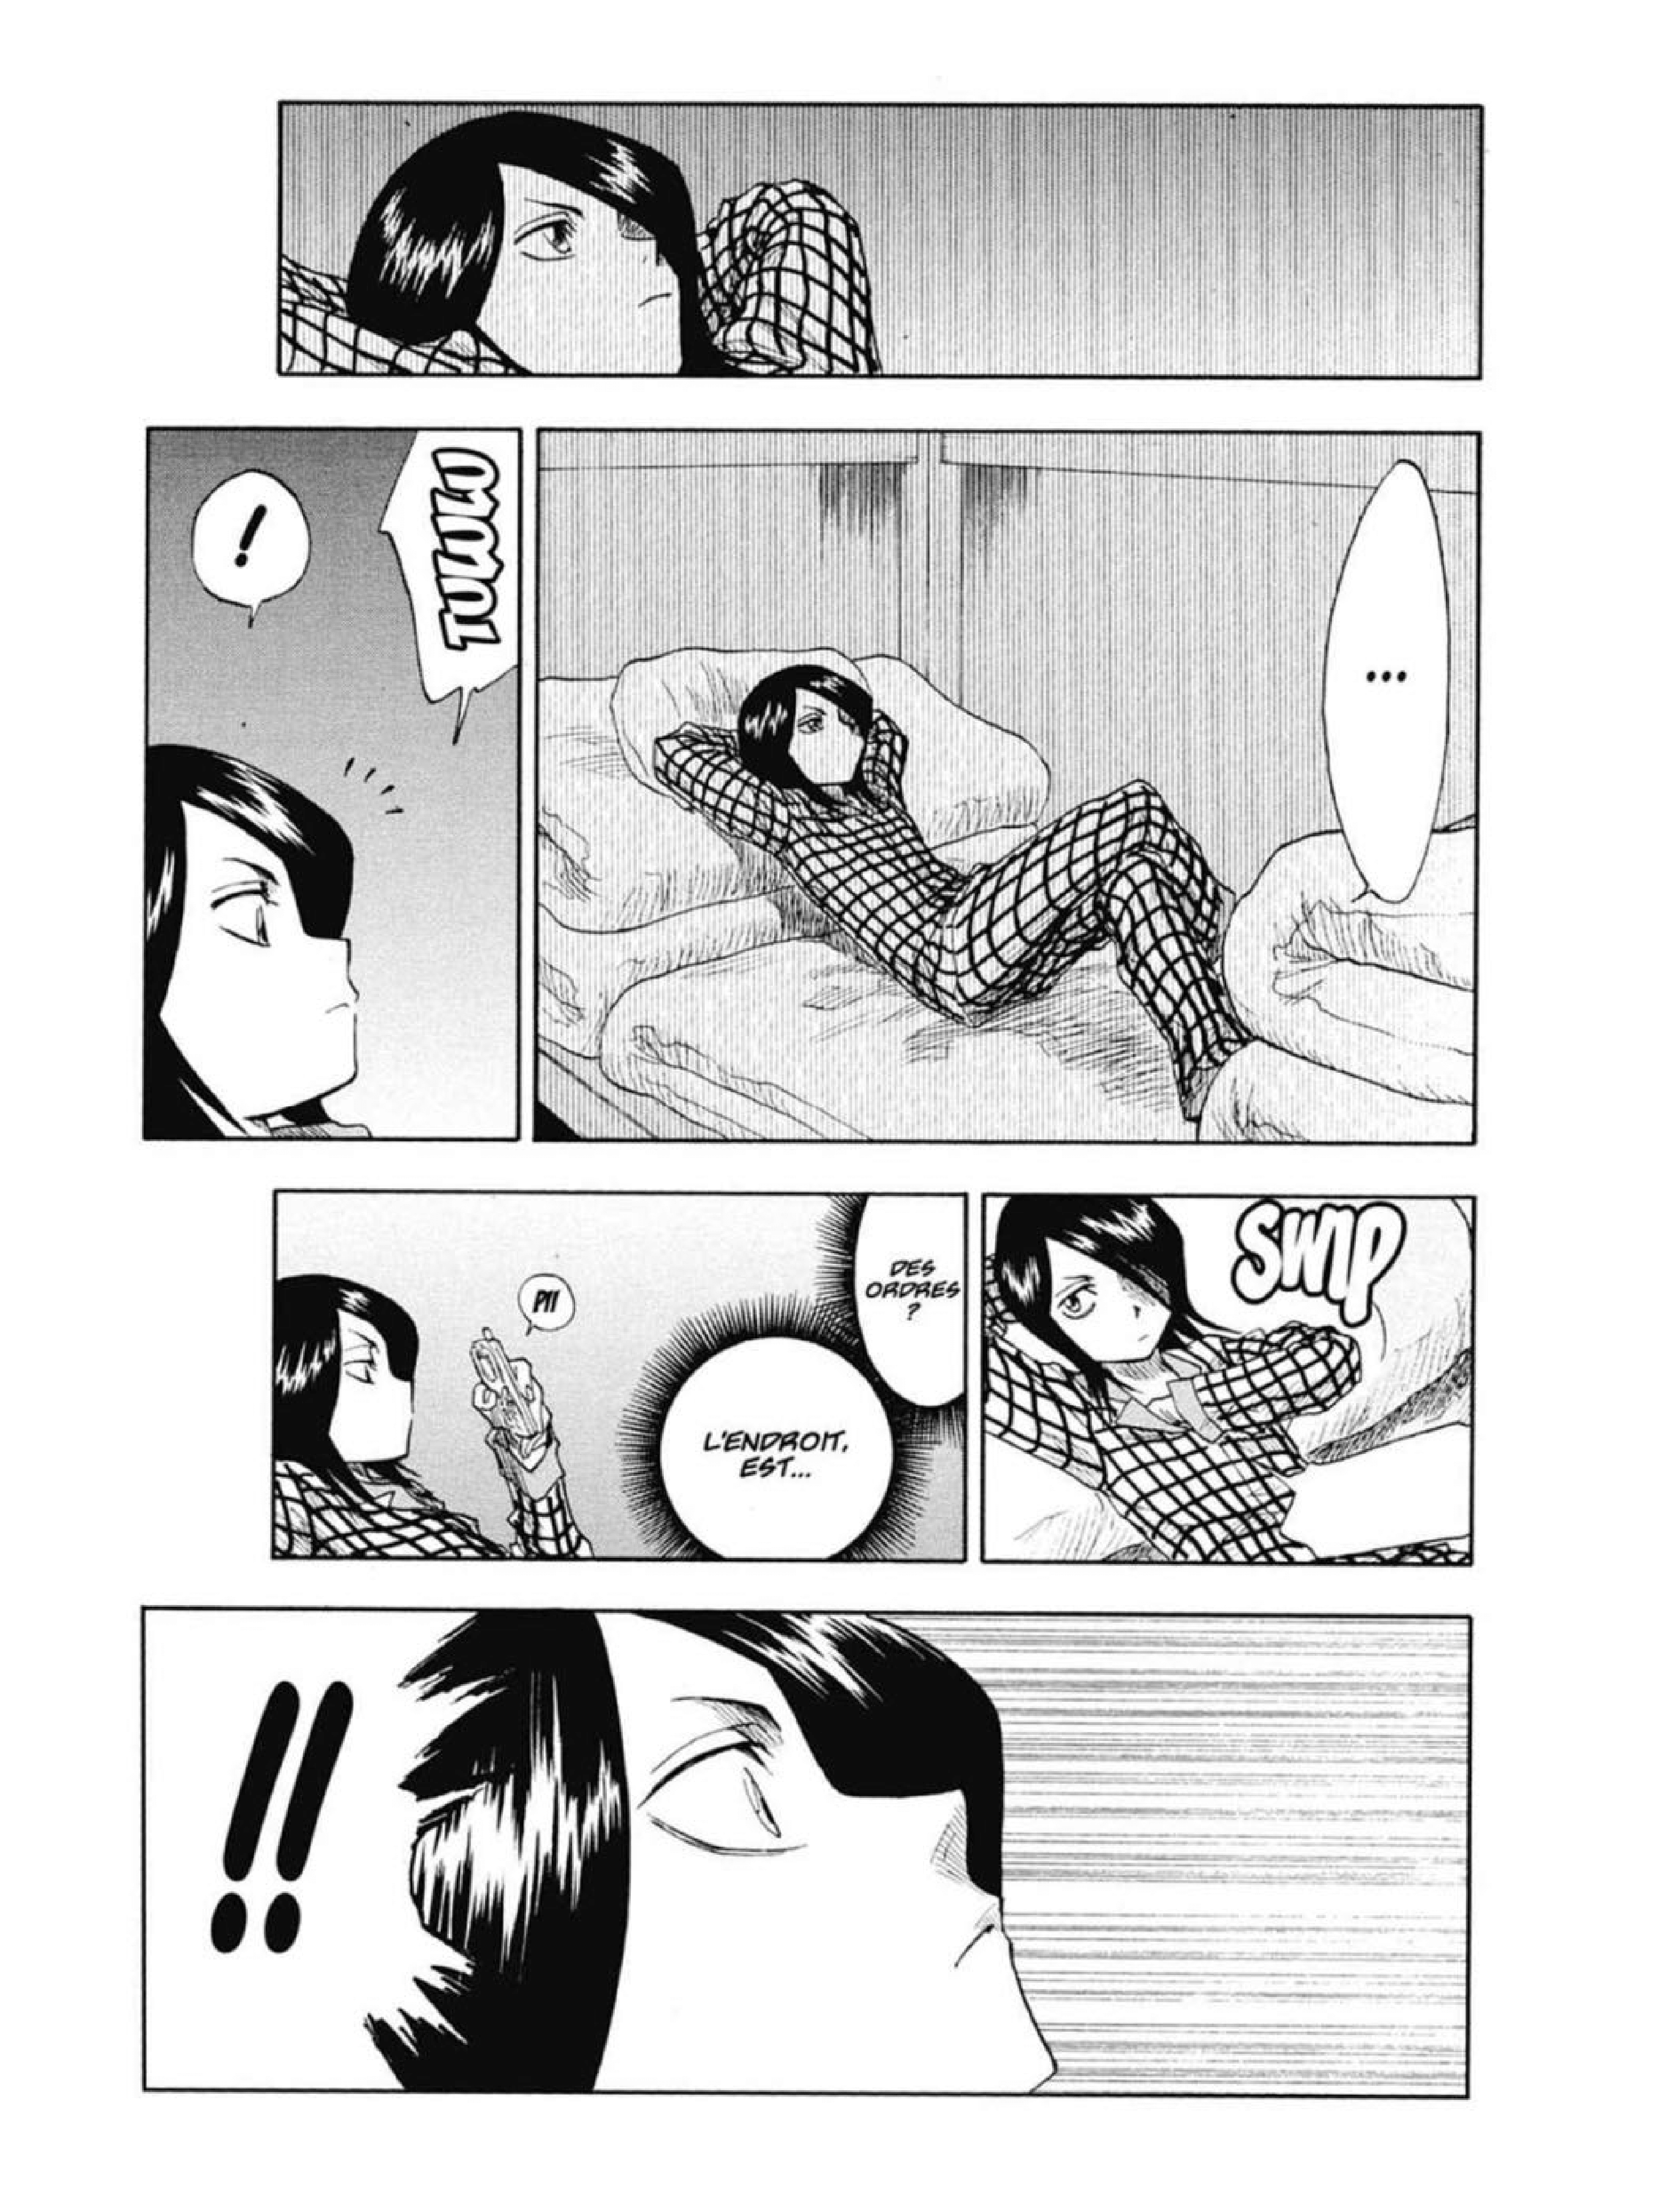 ...
TULULU
!
SWIP
DES
ORDRES
?
L'ENDROIT,
EST...
PII
!!